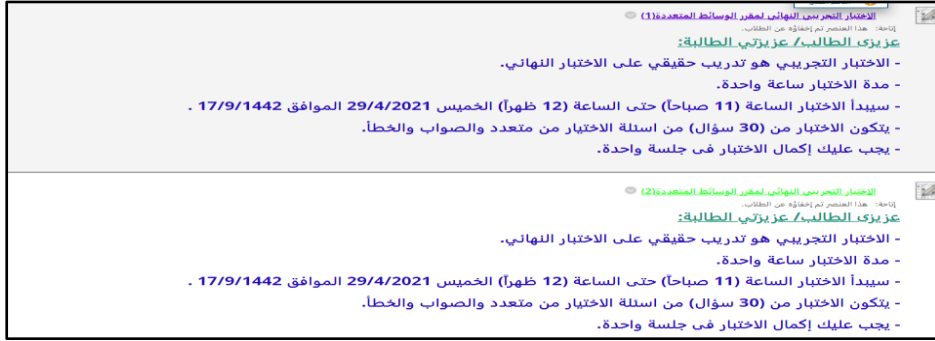 الاختبار التجريبي النهائي لمقرر الوسائط المتعددة(1)
إتاحة: هذا العنصر تم إخفاؤه عن الطلاب.
عزيزي الطالب/ عزيزتي الطالبة:
- الاختبار التجريبي هو تدريب حقيقي على الاختبار النهائي.
- مدة الاختبار ساعة واحدة.
- سيبدأ الاختبار الساعة (11 صباحاً) حتى الساعة (12 ظهراً) الخميس 29/4/2021 الموافق 17/9/1442 .
- يتكون الاختبار من (30 سؤال) من اسئلة الاختيار من متعدد والصواب والخطأ.
- يجب عليك إكمال الاختبار في جلسة واحدة.
الاختبار التجريبي النهائي لمقرر الوسائط المتعددة(2)
إتاحة: هذا العنصر تم إخفاؤه عن الطلاب.
عزيزي الطالب/ عزيزتي الطالبة:
- الاختبار التجريبي هو تدريب حقيقي على الاختبار النهائي.
- مدة الاختبار ساعة واحدة.
- سيبدأ الاختبار الساعة (11 صباحاً) حتى الساعة (12 ظهراً) الخميس 29/4/2021 الموافق 17/9/1442 .
- يتكون الاختبار من (30 سؤال) من اسئلة الاختيار من متعدد والصواب والخطأ.
- يجب عليك إكمال الاختبار في جلسة واحدة.